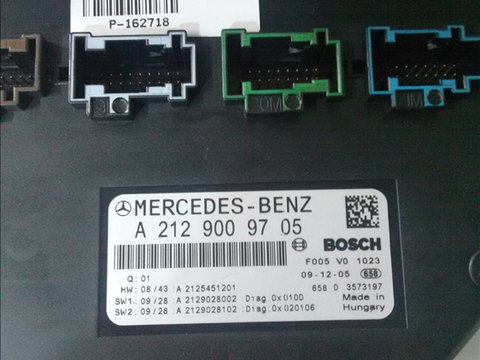 P-162718
MERCEDES-BENZ
A 212 900 97 05
BOSCH
F005 V0 1023
Q: 01
09-12-05 658
HW: 08/43 : A 2125451201
658 D 3573197
SW1: 09/28 : A 2129028002 : Diag 0x010D
Made in
SW2: 09/28 : A 2129028102 : Diag 0x020106
Hungary